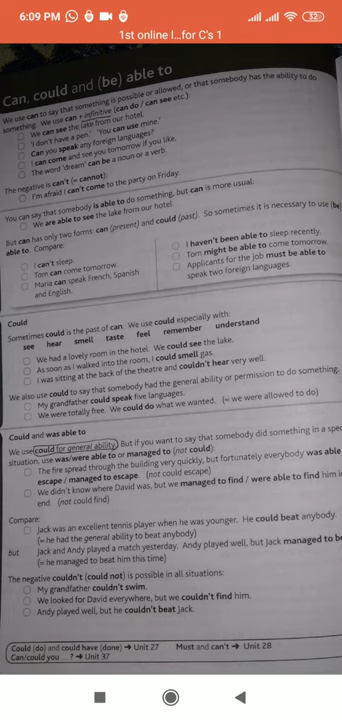 6:09 PM
32
1st online l...for C's 1
Can, could and (be) able to
We use can to say that something is possible or allowed, or that somebody has the ability to do
something. We use can + infinitive (can do / can see etc.):
We can see the lake from our hotel.
'I don't have a pen.' 'You can use mine.'
Can you speak any foreign languages?
I can come and see you tomorrow if you like.
The word 'dream' can be a noun or a verb.
The negative is can't (= cannot):
I'm afraid I can't come to the party on Friday.
You can say that somebody is able to do something, but can is more usual:
We are able to see the lake from our hotel.
But can has only two forms: can (present) and could (past). So sometimes it is necessary to use (be)
able to. Compare:
I can't sleep.
Tom can come tomorrow.
Maria can speak French, Spanish
and English.
I haven't been able to sleep recently.
Tom might be able to come tomorrow.
Applicants for the job must be able to
speak two foreign languages.
Could
Sometimes could is the past of can. We use could especially with:
see hear smell taste feel remember understand
We had a lovely room in the hotel. We could see the lake.
As soon as I walked into the room, I could smell gas.
I was sitting at the back of the theatre and couldn't hear very well.
We also use could to say that somebody had the general ability or permission to do something:
My grandfather could speak five languages.
We were totally free. We could do what we wanted. (= we were allowed to do)
Could and was able to
We use could for general ability. But if you want to say that somebody did something in a spec
situation, use was/were able to or managed to (not could):
The fire spread through the building very quickly, but fortunately everybody was able
escape / managed to escape. (not could escape)
We didn't know where David was, but we managed to find / were able to find him i
end. (not could find)
Compare:
Jack was an excellent tennis player when he was younger. He could beat anybody.
(= he had the general ability to beat anybody)
but Jack and Andy played a match yesterday. Andy played well, but Jack managed to be
(= he managed to beat him this time)
The negative couldn't (could not) is possible in all situations:
My grandfather couldn't swim.
We looked for David everywhere, but we couldn't find him.
Andy played well, but he couldn't beat Jack.
Could (do) and could have (done) → Unit 27 Must and can't → Unit 28
Can/could you ... ? → Unit 37